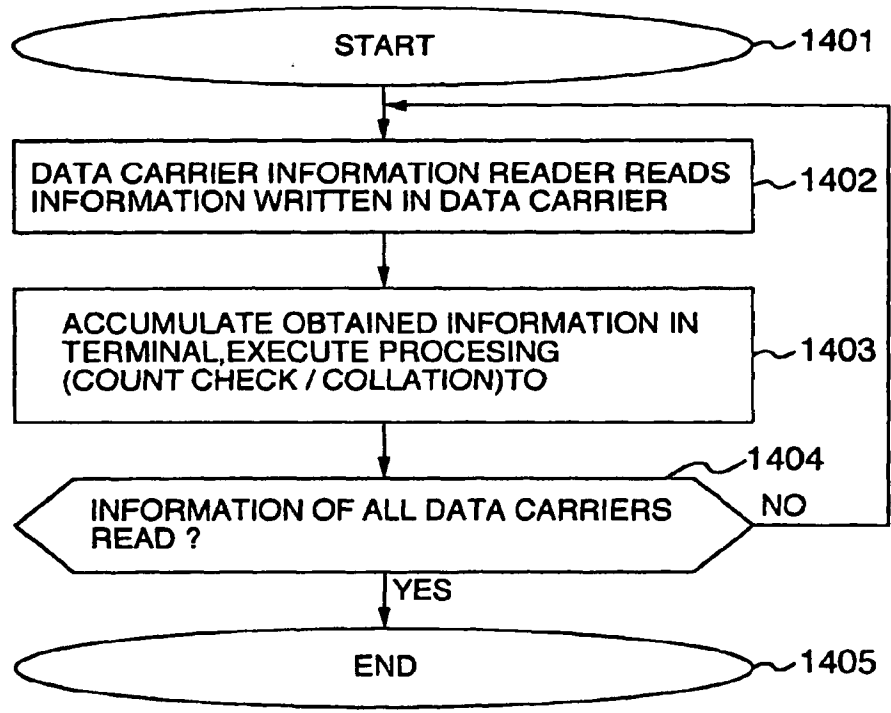 START
1401
DATA CARRIER INFORMATION READER READS
INFORMATION WRITTEN IN DATA CARRIER
1402
ACCUMULATE OBTAINED INFORMATION IN
TERMINAL,EXECUTE PROCESING
(COUNT CHECK / COLLATION)TO
1403
1404
INFORMATION OF ALL DATA CARRIERS
READ ?
NO
YES
END
1405